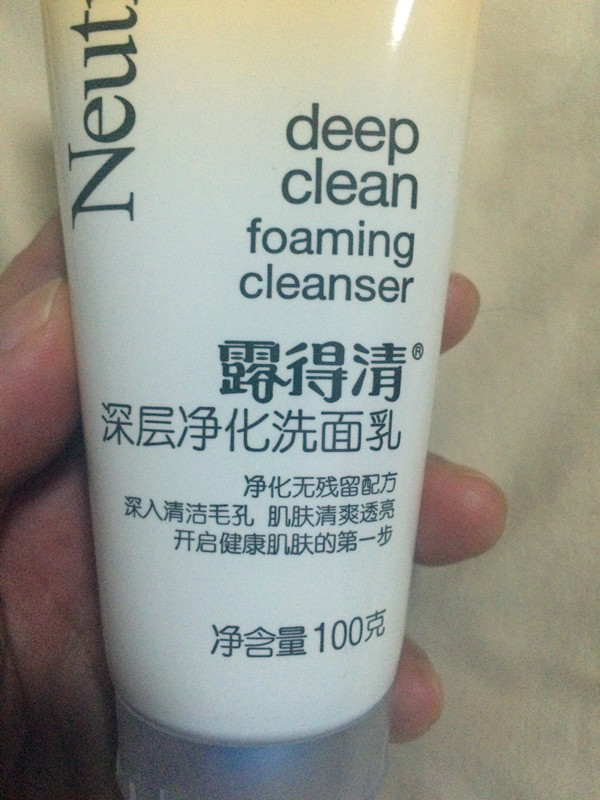 Neut
deep
clean
foaming
cleanser
露得清®
深层净化洗面乳
净化无残留配方
深入清洁毛孔 肌肤清爽透亮
开启健康肌肤的第一步
净含量100克